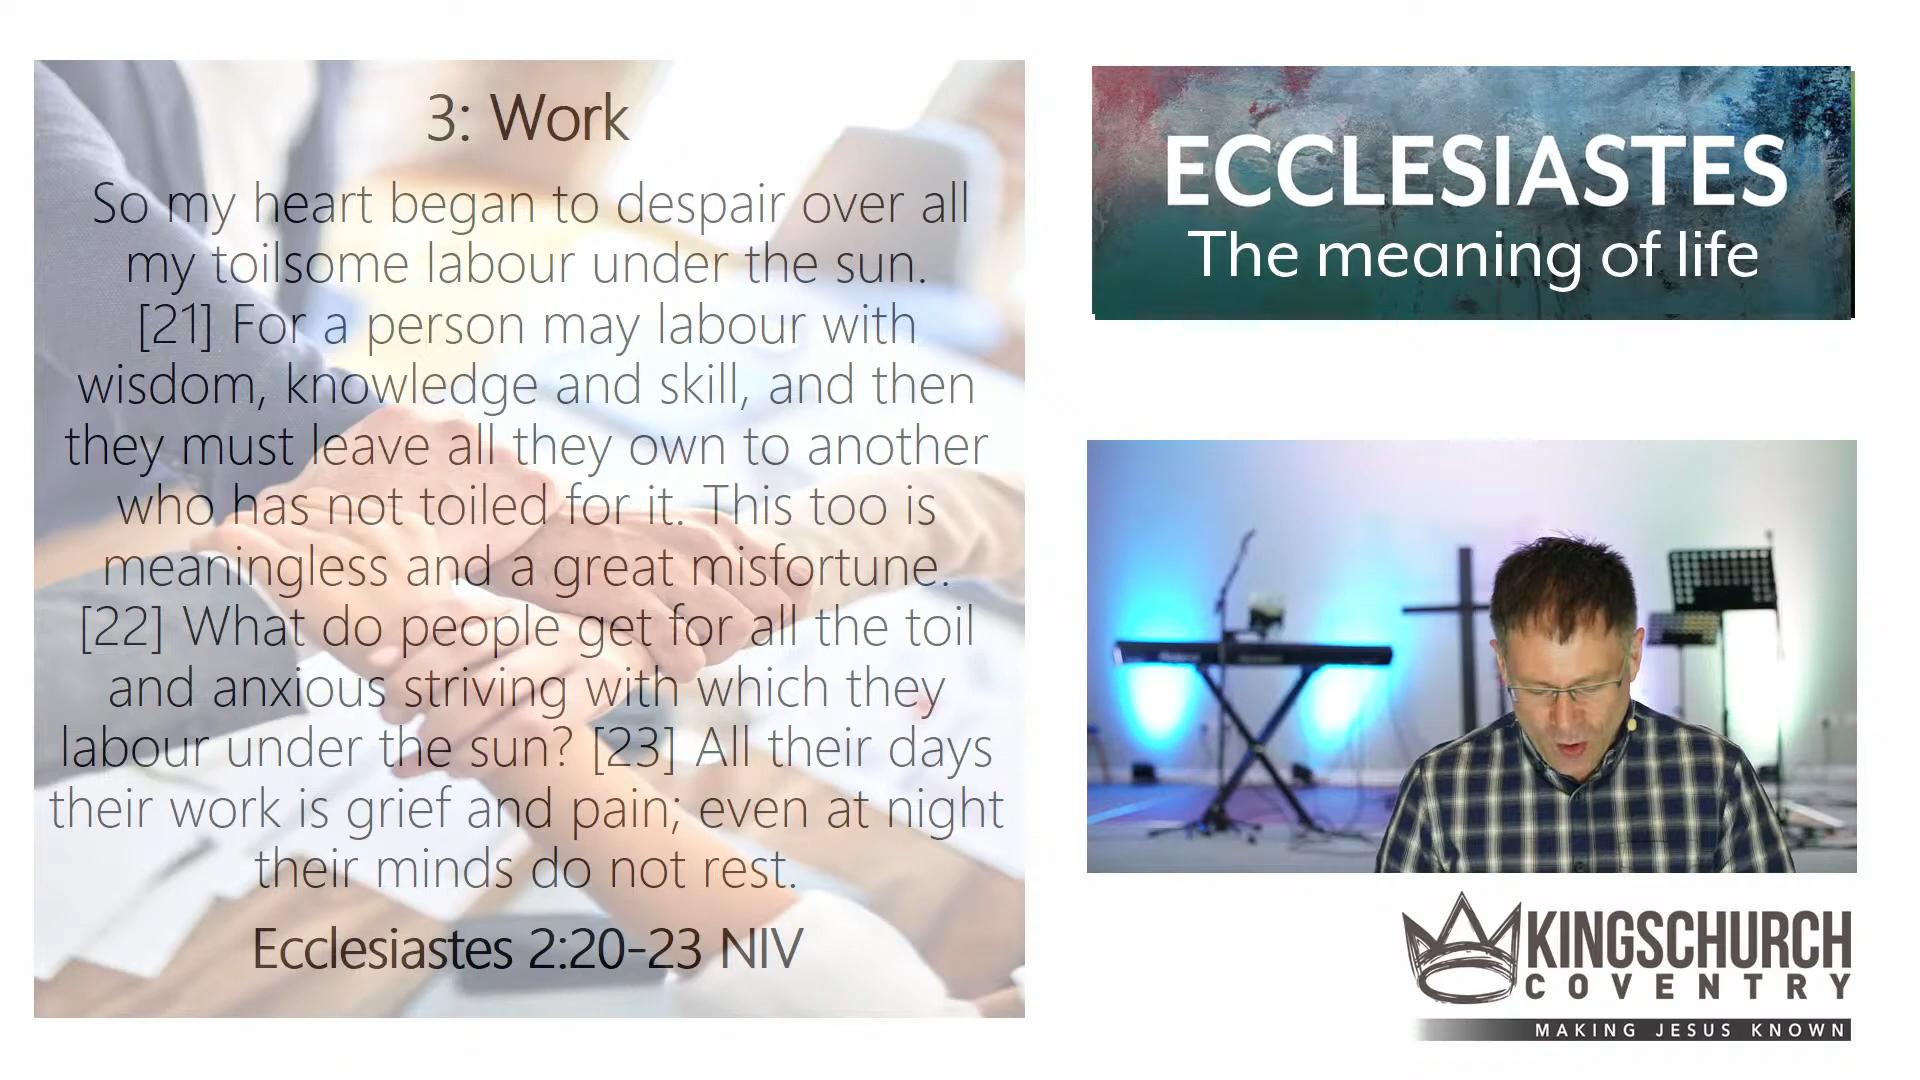 3: Work
So my heart began to despair over all
my toilsome labour under the sun.
[21] For a person may labour with
wisdom, knowledge and skill, and then
they must leave all they own to another
who has not toiled for it. This too is
meaningless and a great misfortune.
[22] What do people get for all the toil
and anxious striving with which they
labour under the sun? [23] All their days
their work is grief and pain; even at night
their minds do not rest.
Ecclesiastes 2:20-23 NIV
ECCLESIASTES
The meaning of life
KINGSCHURCH
COVENTRY
MAKING JESUS KNOWN